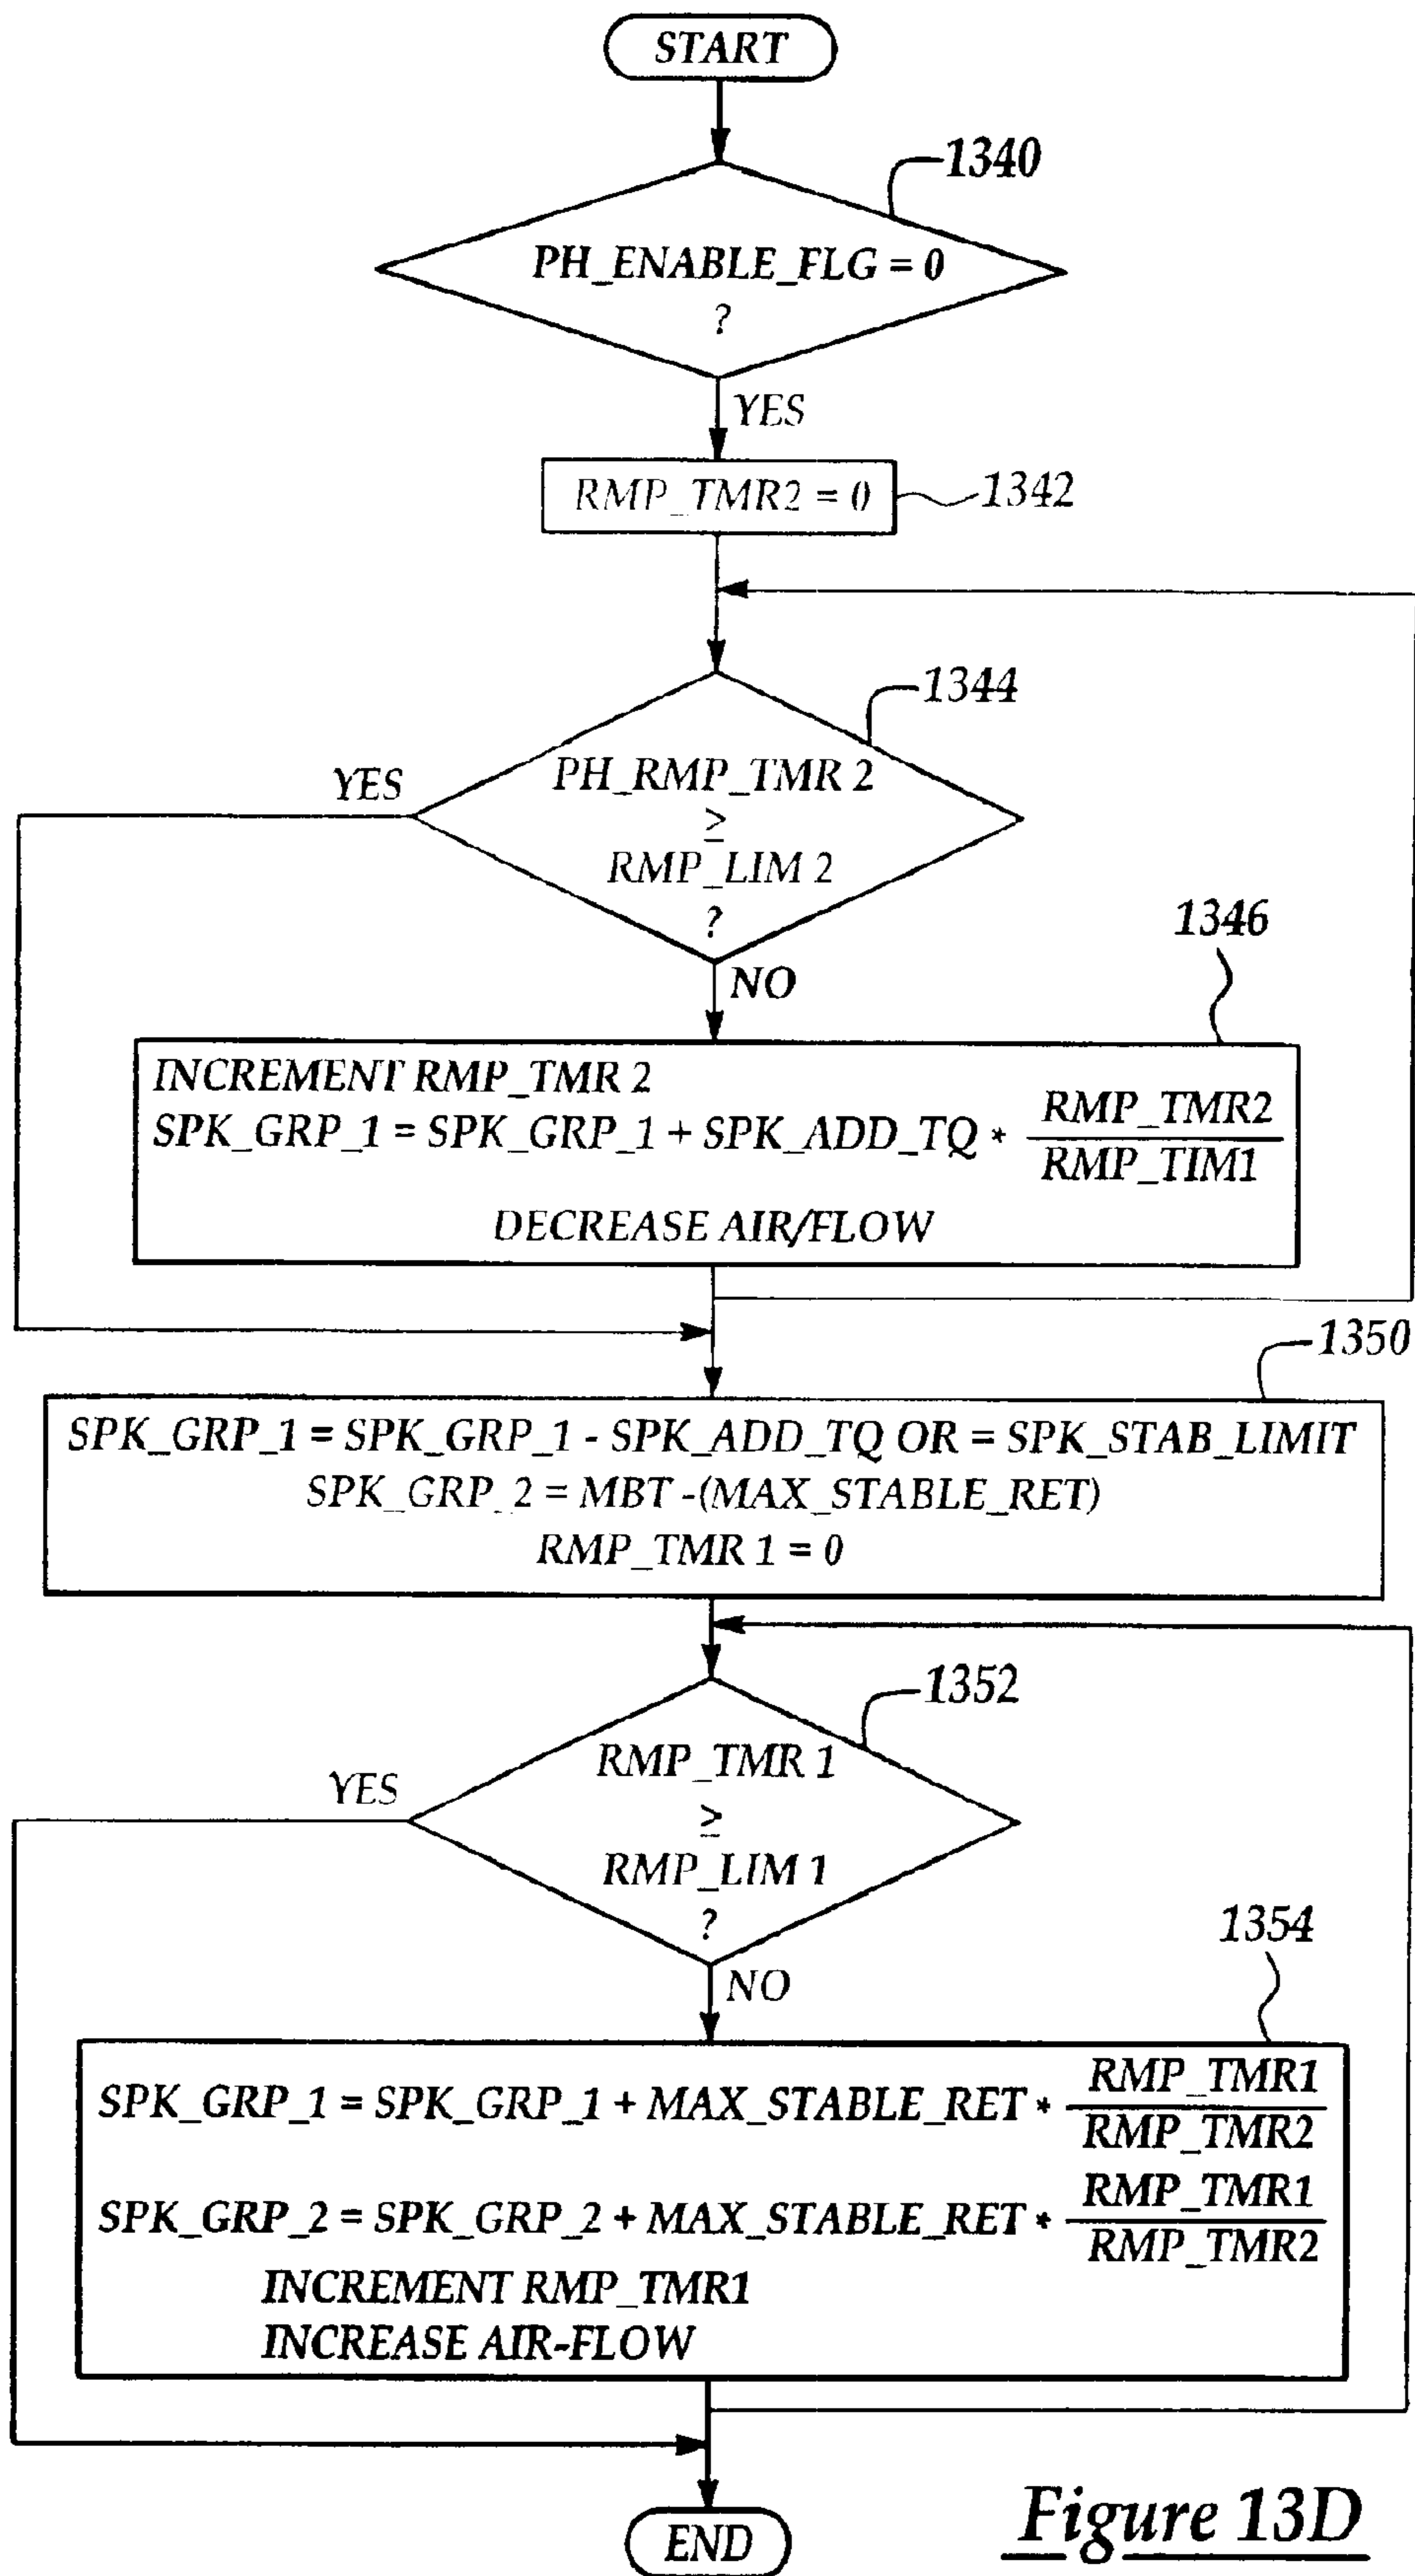 START
1340
PH_ENABLE_FLG = 0
?
YES
RMP_TMR2 = 0
1342
1344
YES
PH_RMP_TMR 2
≥
RMP_LIM 2
?
NO
1346
INCREMENT RMP_TMR 2
SPK_GRP_1 = SPK_GRP_1 + SPK_ADD_TQ * RMP_TMR2 / RMP_TIM1
DECREASE AIR/FLOW
1350
SPK_GRP_1 = SPK_GRP_1 - SPK_ADD_TQ OR = SPK_STAB_LIMIT
SPK_GRP_2 = MBT -(MAX_STABLE_RET)
RMP_TMR 1 = 0
1352
YES
RMP_TMR 1
≥
RMP_LIM 1
?
NO
1354
SPK_GRP_1 = SPK_GRP_1 + MAX_STABLE_RET * RMP_TMR1 / RMP_TMR2
SPK_GRP_2 = SPK_GRP_2 + MAX_STABLE_RET * RMP_TMR1 / RMP_TMR2
INCREMENT RMP_TMR1
INCREASE AIR-FLOW
END
Figure 13D